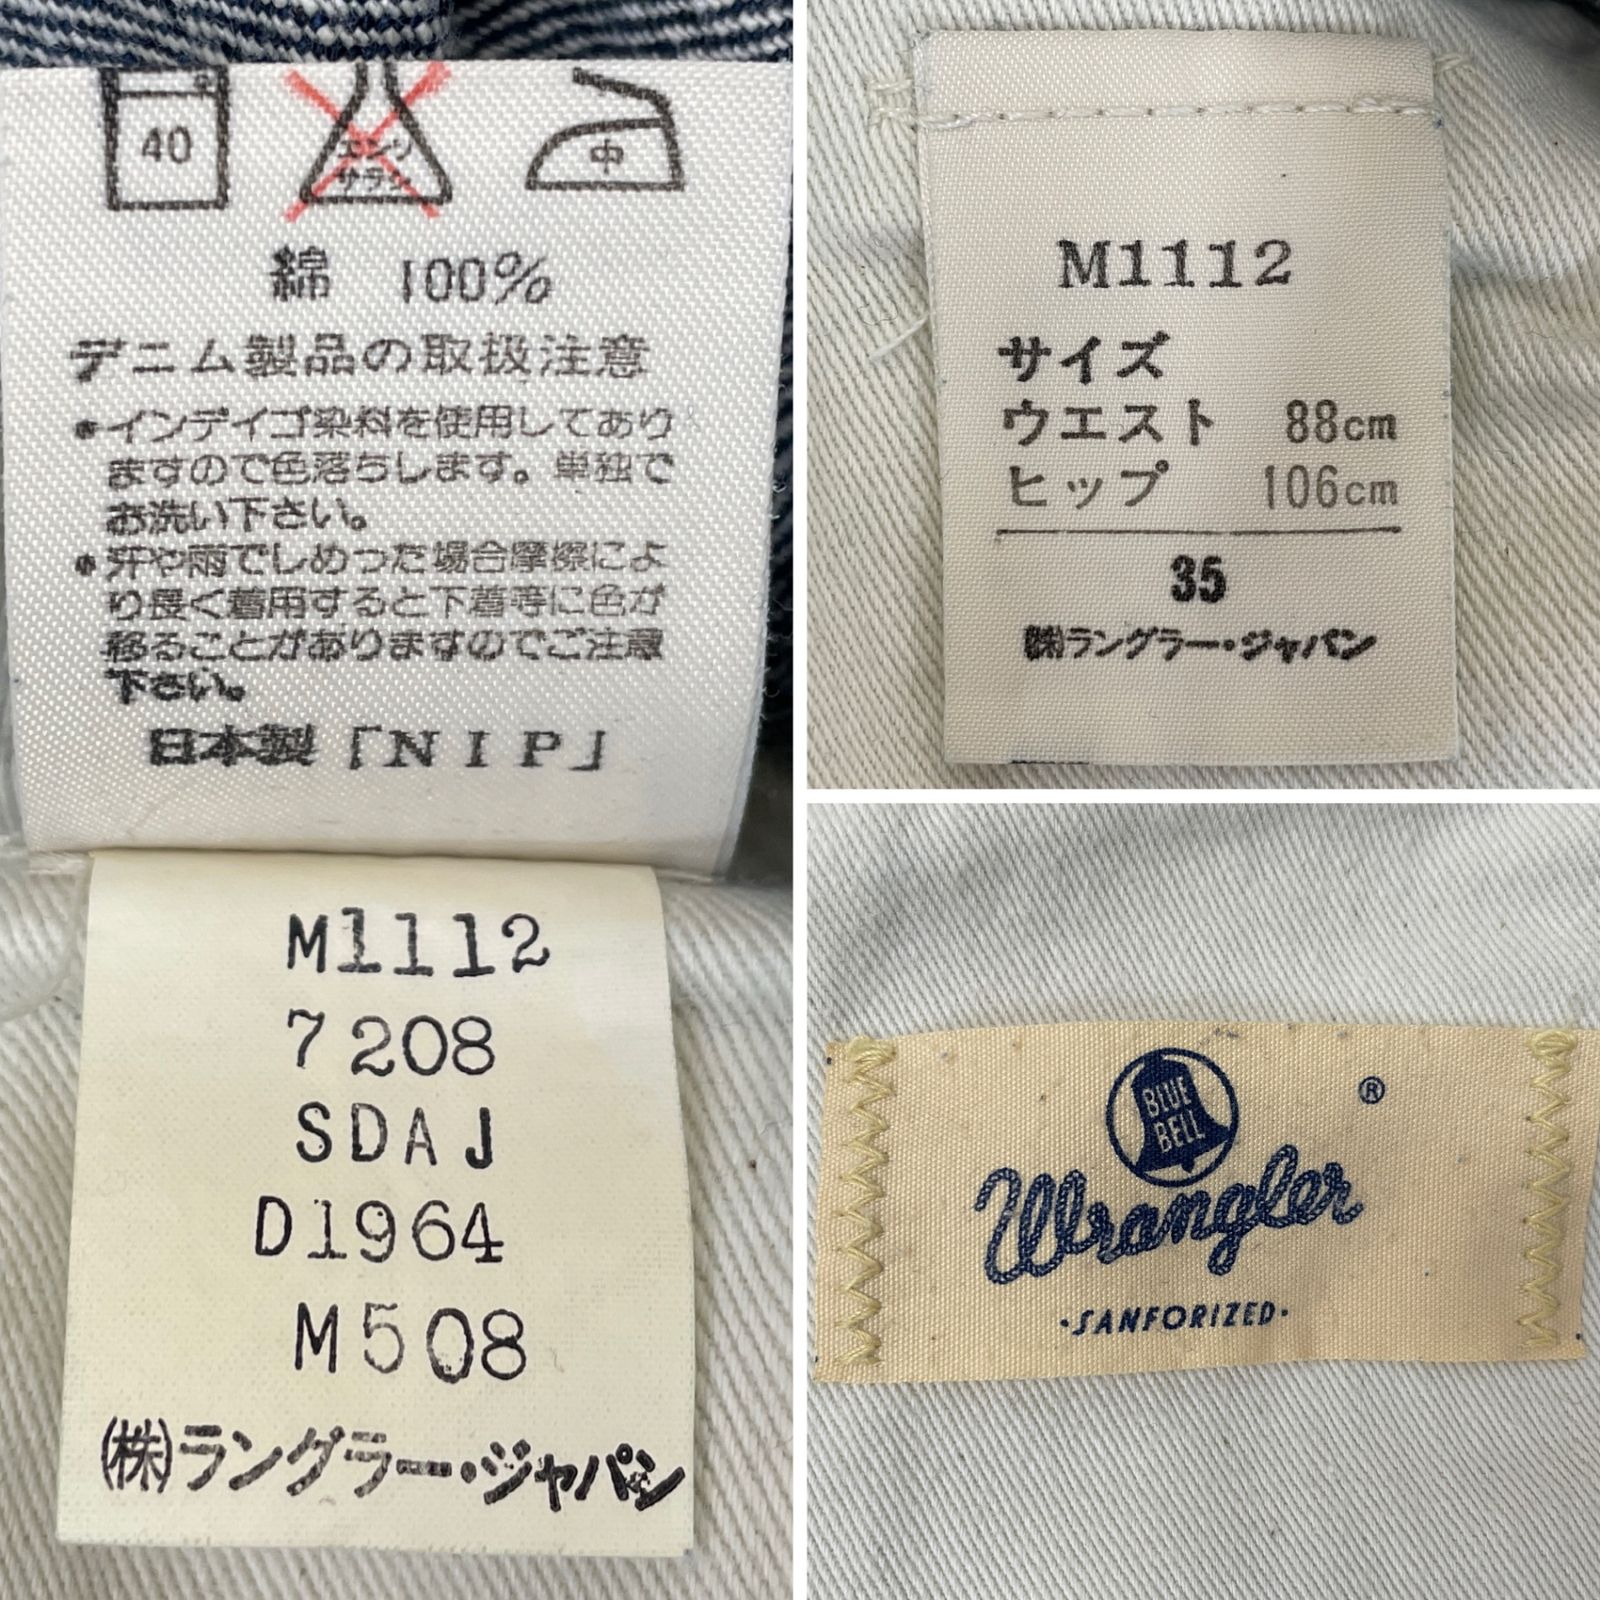 40
エンソ
サラシ
中
綿 100%
デニム製品の取扱注意
•インデイゴ染料を使用してあり
ますので色落ちします。単独で
お洗い下さい。
•汗や雨でしめった場合摩擦によ
り長く着用すると下着等に色が
移ることがありますのでご注意
下さい。
日本製「NIP」
M1112
7208
SDAJ
D1964
M508
(株)ラングラー・ジャパン
M1112
サイズ
ウエスト 88cm
ヒップ 106cm
35
(株)ラングラー・ジャパン
BLUE
BELL
®
Wrangler
·SANFORIZED·